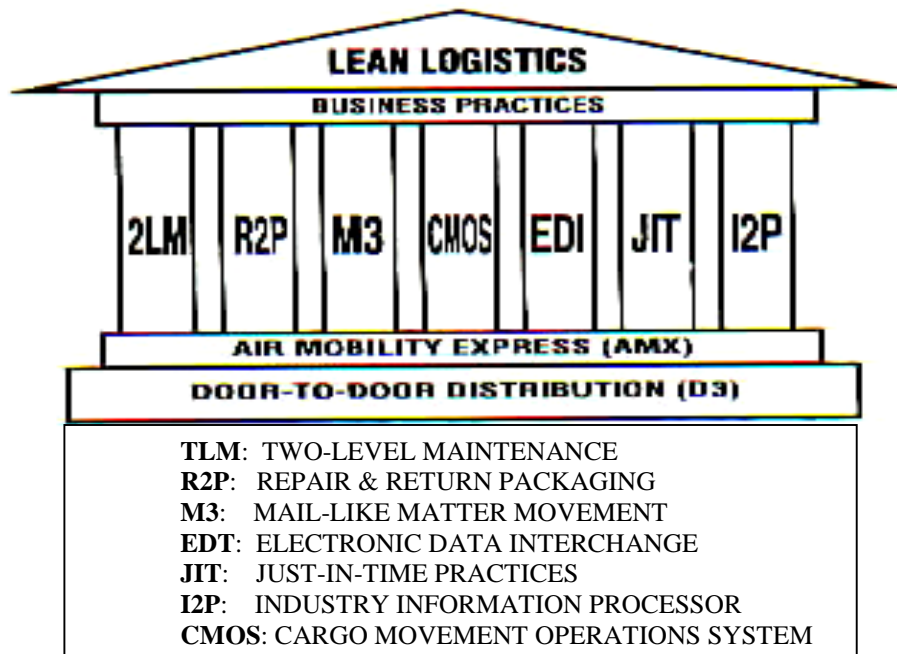 LEAN LOGISTICS
BUSINESS PRACTICES
2LM R2P M3 CMOS EDI JIT I2P
AIR MOBILITY EXPRESS (AMX)
DOOR-TO-DOOR DISTRIBUTION (D3)
TLM: TWO-LEVEL MAINTENANCE
R2P: REPAIR & RETURN PACKAGING
M3: MAIL-LIKE MATTER MOVEMENT
EDT: ELECTRONIC DATA INTERCHANGE
JIT: JUST-IN-TIME PRACTICES
I2P: INDUSTRY INFORMATION PROCESSOR
CMOS: CARGO MOVEMENT OPERATIONS SYSTEM